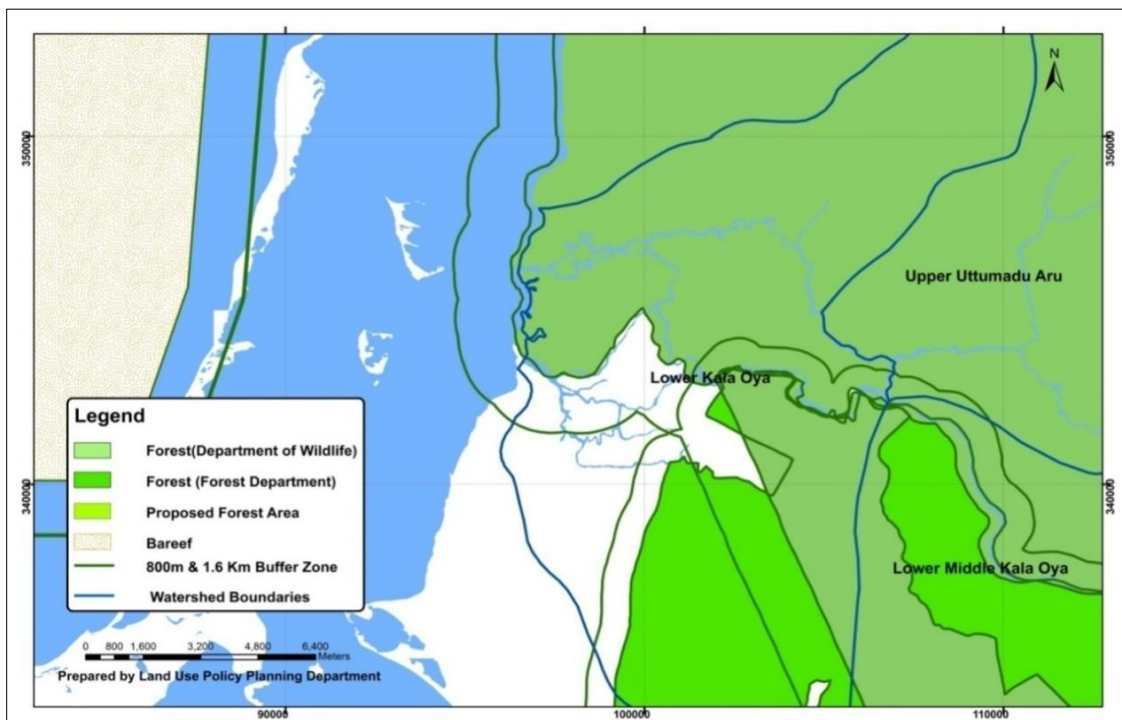 N
350000
350000
Upper Uttumadu Aru
Lower Kala Oya
Legend
Forest(Department of Wildlife)
Forest (Forest Department)
Proposed Forest Area
Bareef
800m & 1.6 Km Buffer Zone
Watershed Boundaries
340000
340000
Lower Middle Kala Oya
0 800 1,600 3,200 4,800 6,400
Meters
Prepared by Land Use Policy Planning Department
90000 100000 110000